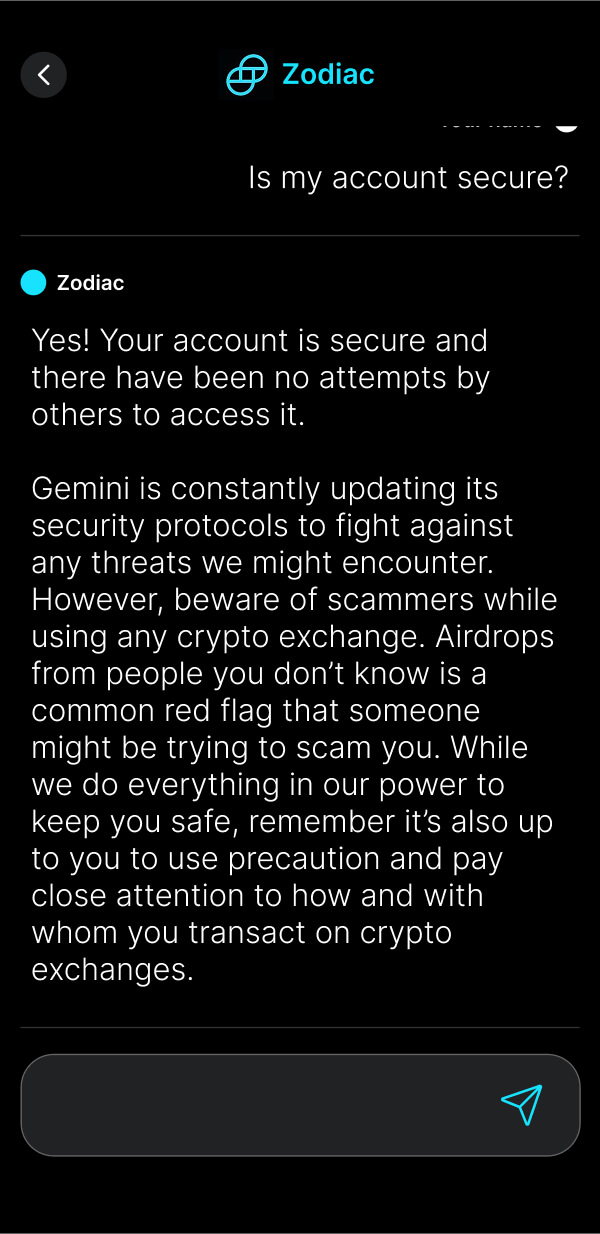 Zodiac
Is my account secure?
Zodiac
Yes! Your account is secure and
there have been no attempts by
others to access it.
Gemini is constantly updating its
security protocols to fight against
any threats we might encounter.
However, beware of scammers while
using any crypto exchange. Airdrops
from people you don’t know is a
common red flag that someone
might be trying to scam you. While
we do everything in our power to
keep you safe, remember it’s also up
to you to use precaution and pay
close attention to how and with
whom you transact on crypto
exchanges.